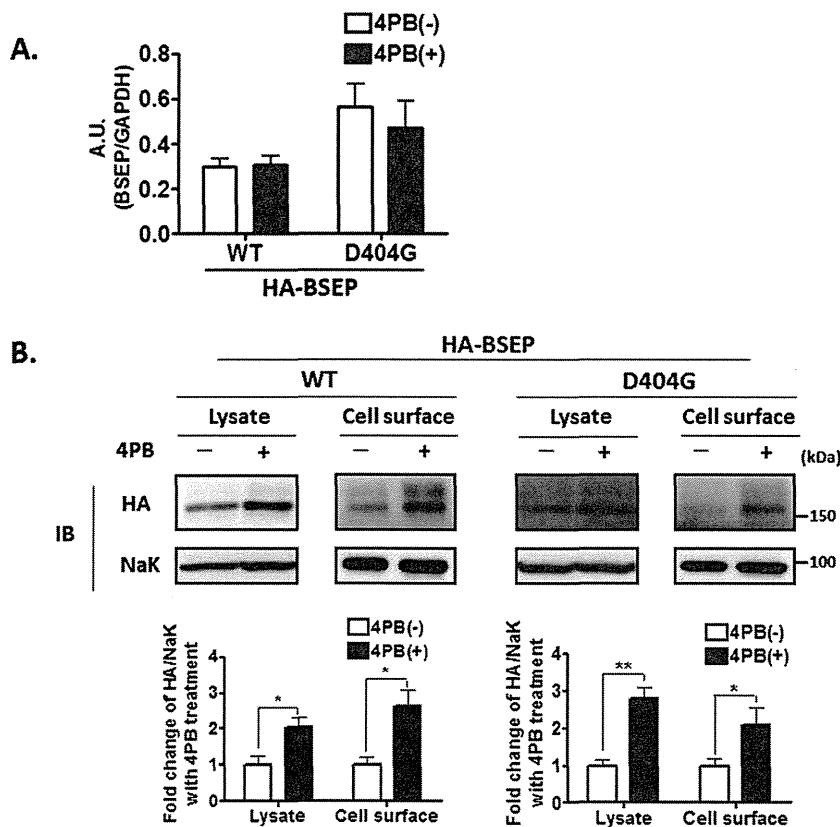 A.
4PB(-)
4PB(+)
A.U.
(BSEP/GAPDH)
0.8
0.6
0.4
0.2
0.0
WT D404G
HA-BSEP
B.
HA-BSEP
WT D404G
Lysate Cell surface Lysate Cell surface
4PB − + − + − + − + (kDa)
IB
HA
150
NaK
100
4PB(-)
4PB(+)
Fold change of HA/NaK
with 4PB treatment
4
3
2
1
0
* *
Lysate Cell surface
4PB(-)
4PB(+)
Fold change of HA/NaK
with 4PB treatment
4
3
2
1
0
** *
Lysate Cell surface